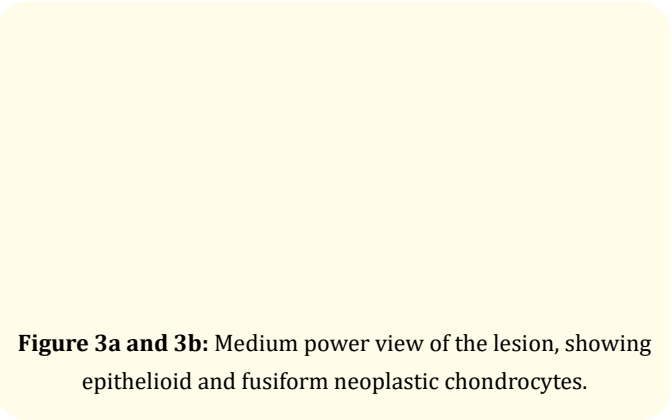 Figure 3a and 3b: Medium power view of the lesion, showing
epithelioid and fusiform neoplastic chondrocytes.